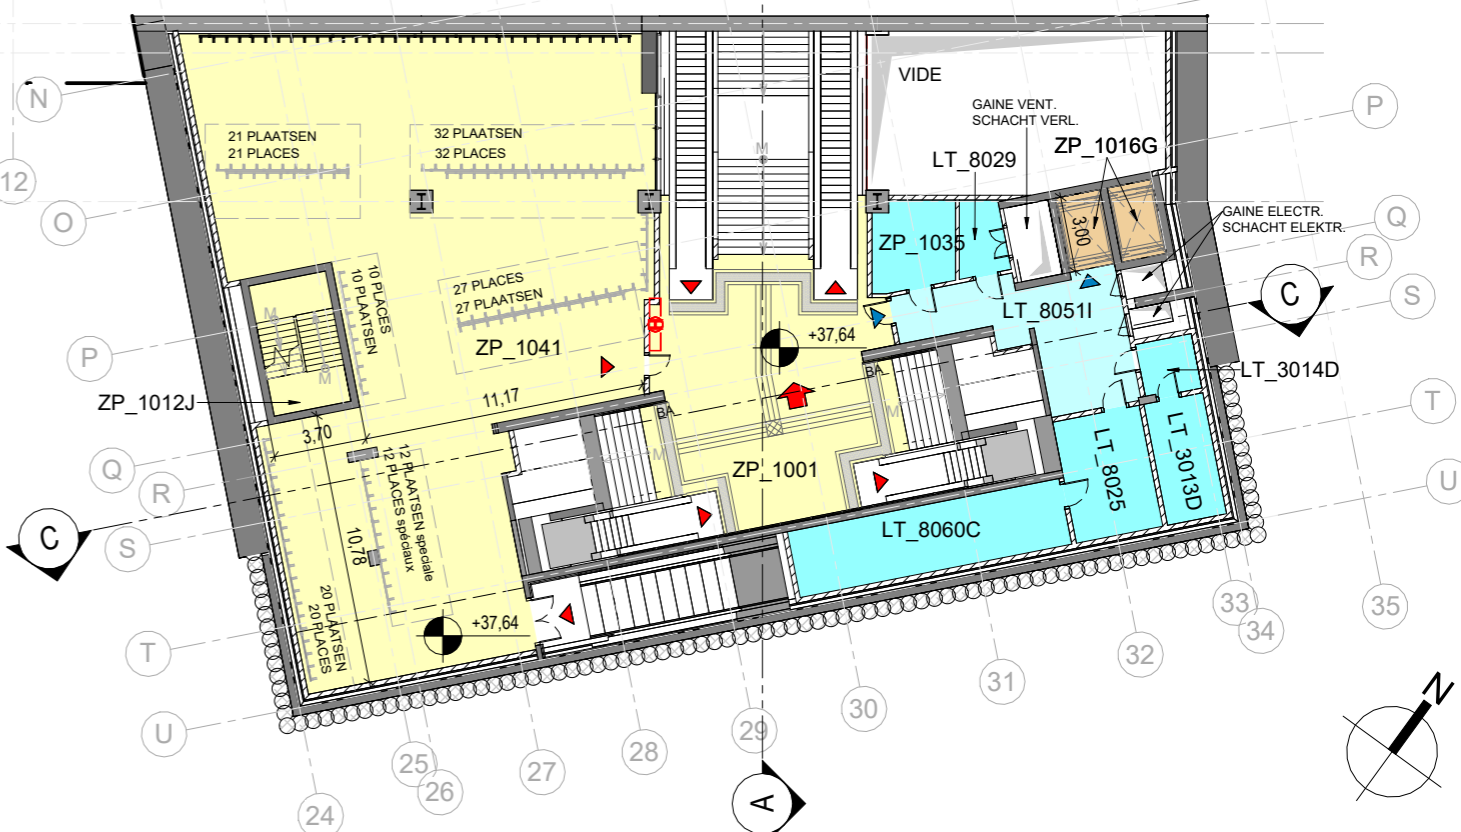 N
12
O
P
Q
R
S
T
U
C
21 PLAATSEN
21 PLACES
32 PLAATSEN
32 PLACES
10 PLACES
10 PLAATSEN
27 PLACES
27 PLAATSEN
ZP_1041
ZP_1012J
M
M
11,17
3,70
10,78
12 PLAATSEN speciale
12 PLACES spéciaux
20 PLAATSEN
20 PLACES
+37,64
M
M
M
VIDE
GAINE VENT.
SCHACHT VERL.
LT_8029
ZP_1016G
ZP_1035
3,00
GAINE ELECTR.
SCHACHT ELEKTR.
LT_8051I
+37,64
BA
BA
M
M
ZP_1001
LT_3014D
LT_8025
LT_3013D
LT_8060C
P
Q
R
S
C
T
U
24
25
26
27
28
29
30
31
32
33
34
35
A
N